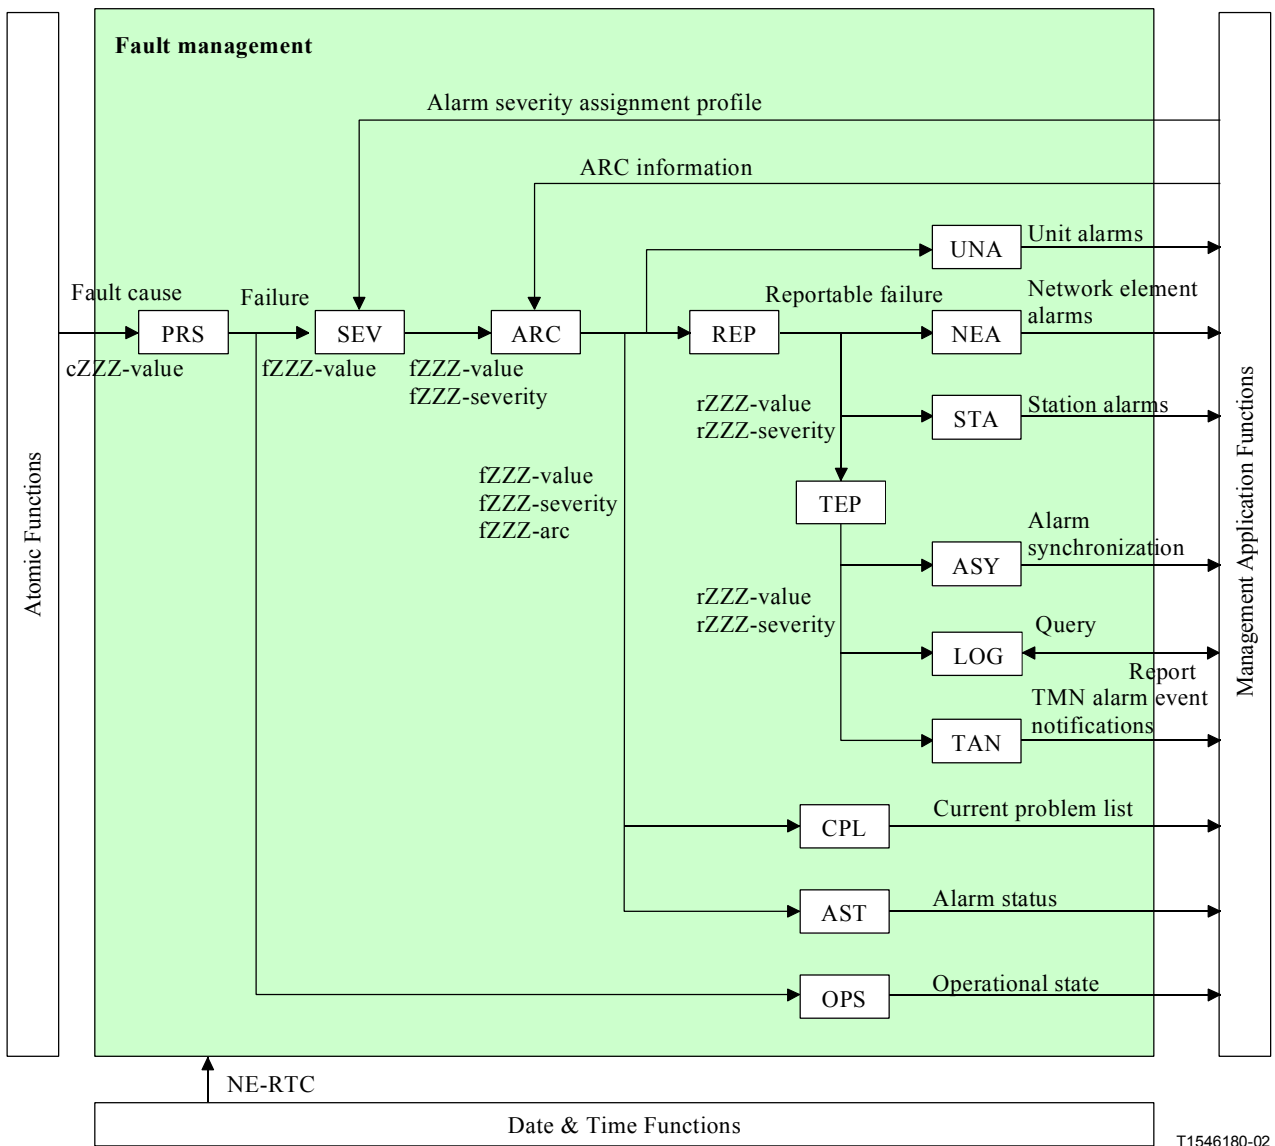 Fault management
Alarm severity assignment profile
ARC information
UNA
Unit alarms
Fault cause
Failure
Reportable failure
Network element
alarms
PRS
SEV
ARC
REP
NEA
cZZZ-value
fZZZ-value
fZZZ-value
fZZZ-severity
rZZZ-value
rZZZ-severity
STA
Station alarms
fZZZ-value
fZZZ-severity
fZZZ-arc
TEP
Alarm
synchronization
ASY
rZZZ-value
rZZZ-severity
Query
LOG
Report
TMN alarm event
notifications
TAN
CPL
Current problem list
AST
Alarm status
OPS
Operational state
Atomic Functions
Management Application Functions
NE-RTC
Date & Time Functions
T1546180-02